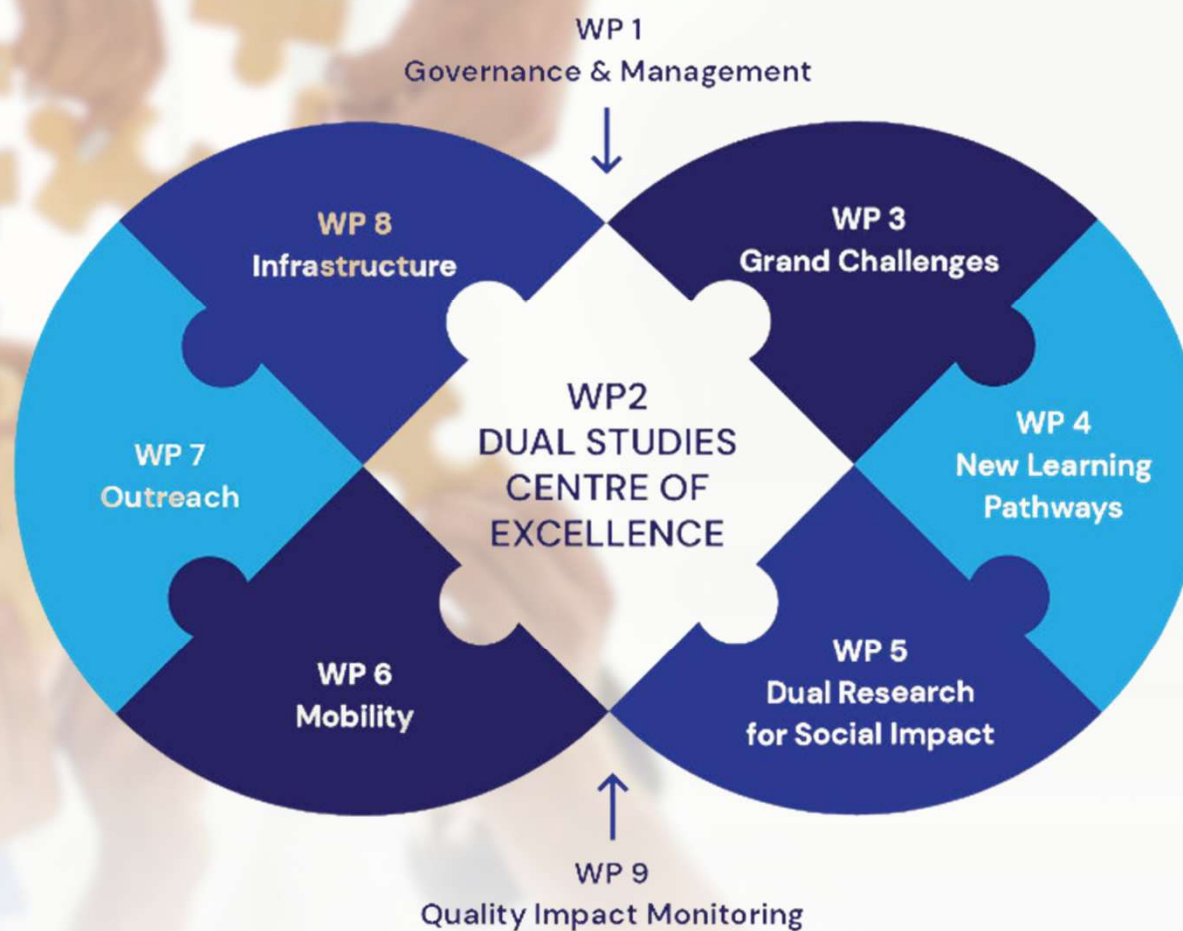 WP 1
Governance & Management
WP 8
Infrastructure
WP 3
Grand Challenges
WP2
DUAL STUDIES
CENTRE OF
EXCELLENCE
WP 4
New Learning
Pathways
WP 7
Outreach
WP 6
Mobility
WP 5
Dual Research
for Social Impact
WP 9
Quality Impact Monitoring